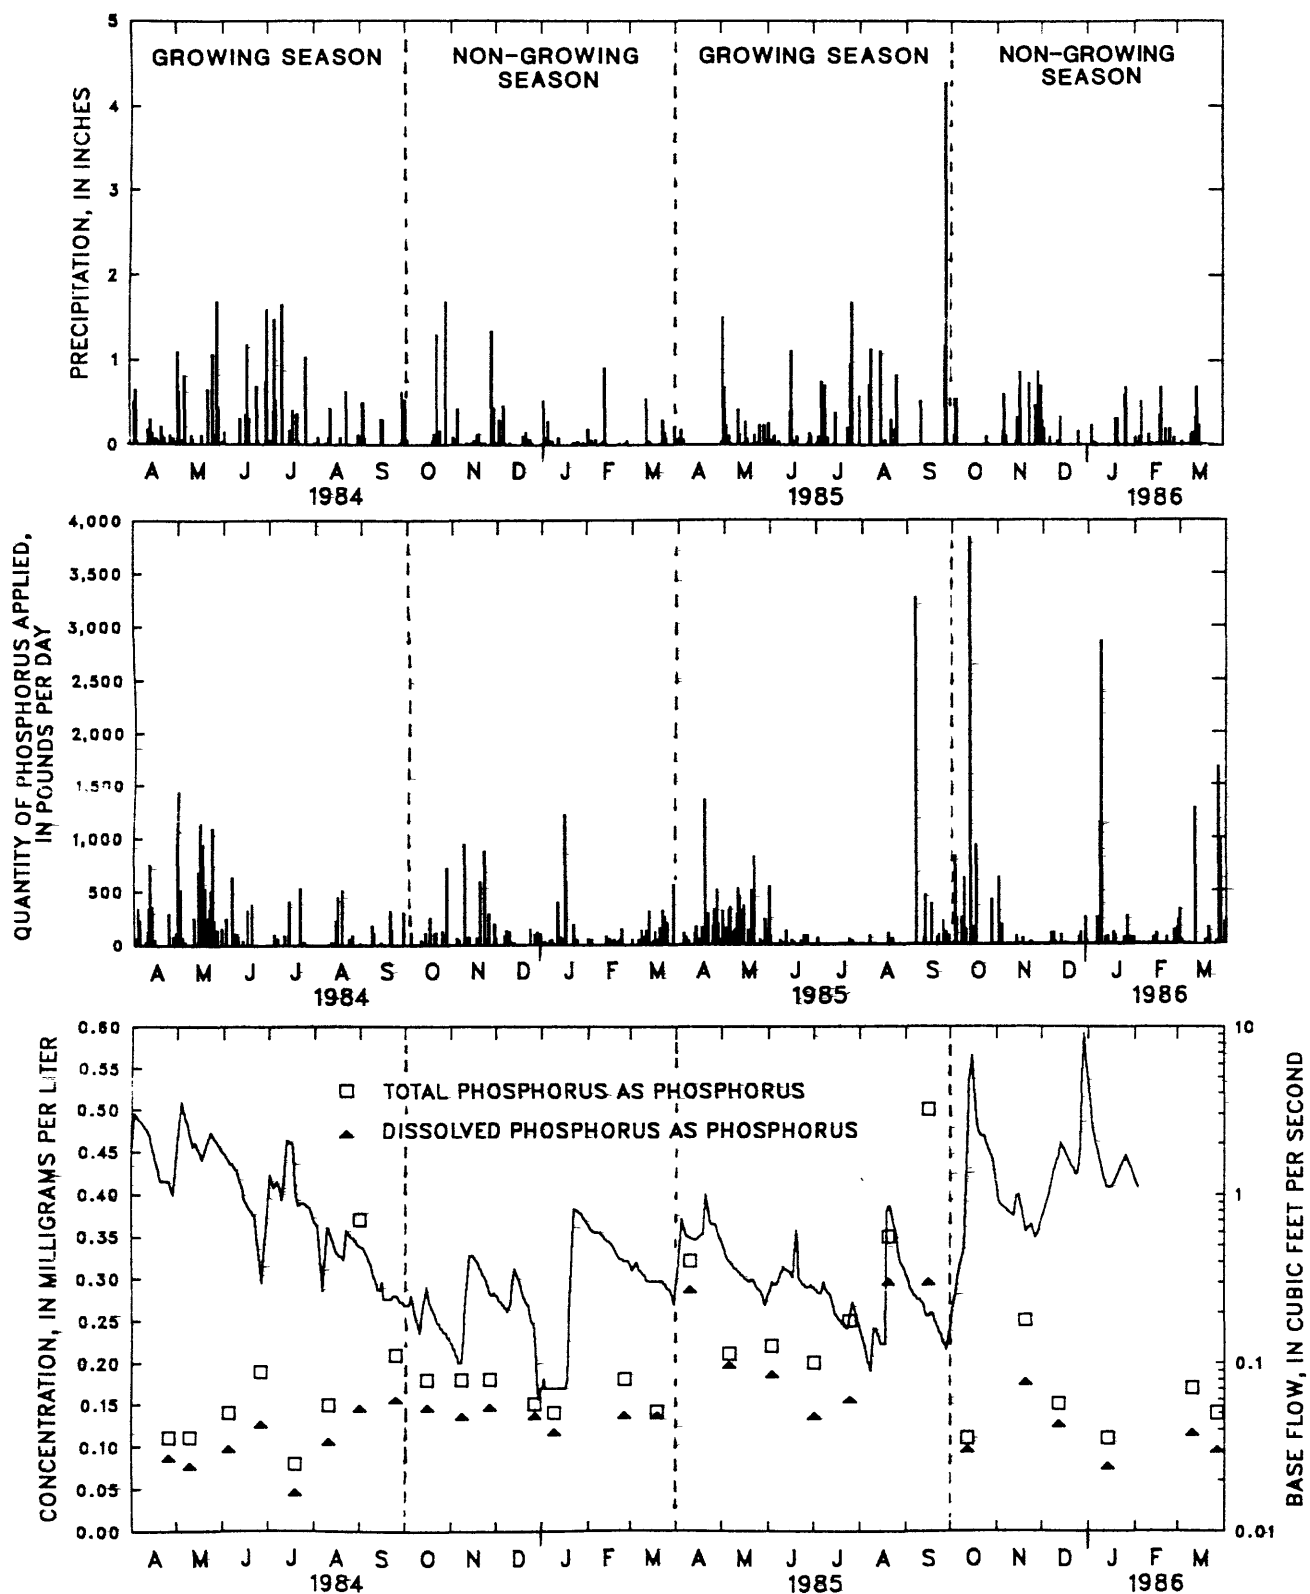 5
GROWING SEASON
NON-GROWING
SEASON
GROWING SEASON
NON-GROWING
SEASON
4
3
2
1
0
PRECIPITATION, IN INCHES
A M J J A S O N D J F M A M J J A S O N D J F M
1984 1985 1986
4,000
3,500
3,000
2,500
2,000
1,500
1,000
500
0
QUANTITY OF PHOSPHORUS APPLIED,
IN POUNDS PER DAY
A M J J A S O N D J F M A M J J A S O N D J F M
1984 1985 1986
0.60
0.55
0.50
0.45
0.40
0.35
0.30
0.25
0.20
0.15
0.10
0.05
0.00
CONCENTRATION, IN MILLIGRAMS PER LITER
TOTAL PHOSPHORUS AS PHOSPHORUS
DISSOLVED PHOSPHORUS AS PHOSPHORUS
10
1
0.1
0.01
BASE FLOW, IN CUBIC FEET PER SECOND
A M J J A S O N D J F M A M J J A S O N D J F M
1984 1985 1986